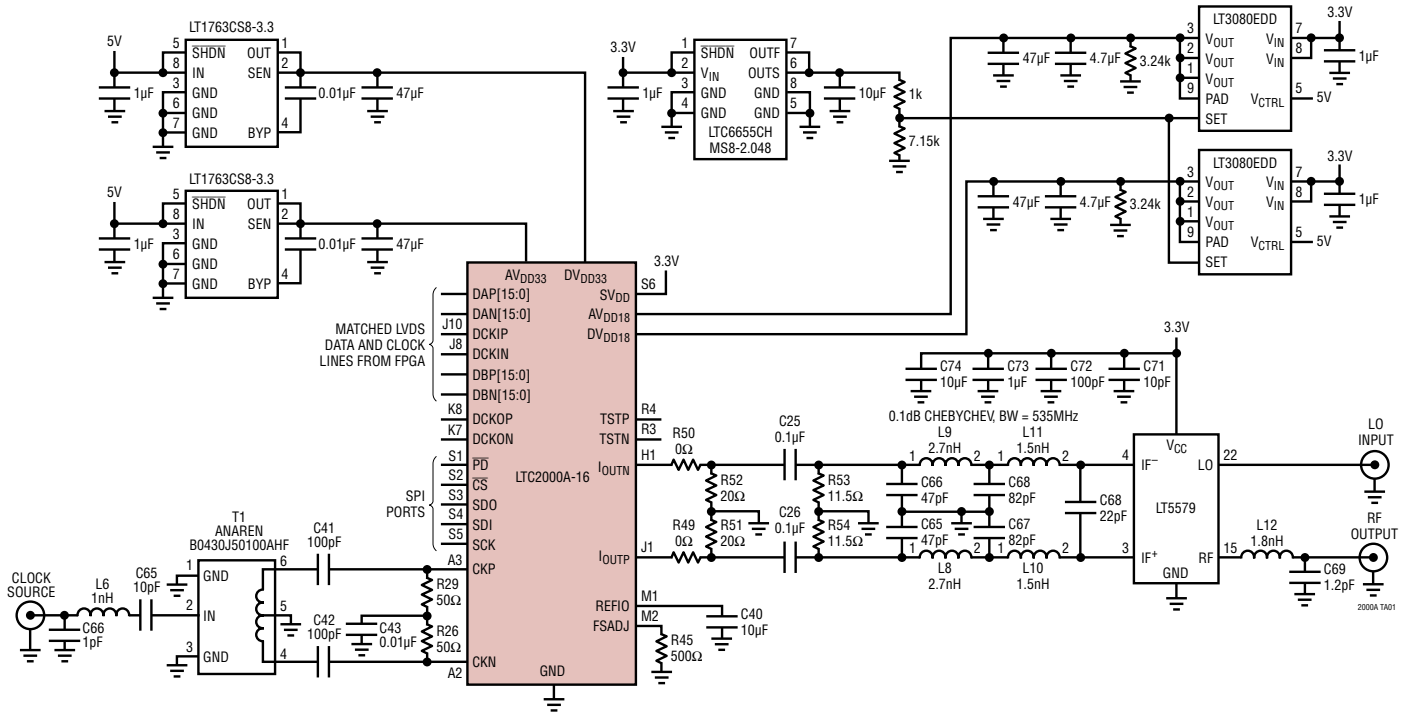 LT1763CS8-3.3
5V
5 SHDN OUT 1
8 IN SEN 2
3 GND
6 GND
7 GND BYP 4
1µF
0.01µF
47µF
LT1763CS8-3.3
5V
5 SHDN OUT 1
8 IN SEN 2
3 GND
6 GND
7 GND BYP 4
1µF
0.01µF
47µF
3.3V
1 SHDN OUTF 7
2 VIN OUTS 6
3 GND GND 8
4 GND GND 5
LTC6655CH
MS8-2.048
1µF
10µF
1k
7.15k
47µF
4.7µF
3.24k
LT3080EDD
3.3V
3 VOUT VIN 7
2 VOUT VIN 8
1 VOUT
9 PAD VCTRL 5
SET
5V
1µF
47µF
4.7µF
3.24k
LT3080EDD
3.3V
3 VOUT VIN 7
2 VOUT VIN 8
1 VOUT
9 PAD VCTRL 5
SET
5V
1µF
MATCHED LVDS
DATA AND CLOCK
LINES FROM FPGA
SPI
PORTS
AVDD33 DVDD33
DAP[15:0]
DAN[15:0]
J10 DCKIP
J8 DCKIN
DBP[15:0]
DBN[15:0]
K8 DCKOP
K7 DCKON
S1 PD
S2 CS
S3 SDO
S4 SDI
S5 SCK
A3 CKP
A2 CKN
LTC2000A-16
GND
3.3V
SVDD S6
AVDD18
DVDD18
TSTP R4
TSTN R3
IOUTN H1
IOUTP J1
REFIO M1
FSADJ M2
CLOCK
SOURCE
C66
1pF
L6
1nH
C65
10pF
T1
ANAREN
B0430J50100AHF
1 GND
2 IN
3 GND
6
5
4
C41
100pF
C42
100pF
C43
0.01µF
R29
50Ω
R26
50Ω
C40
10µF
R45
500Ω
R50
0Ω
R49
0Ω
R52
20Ω
R51
20Ω
C25
0.1µF
C26
0.1µF
R53
11.5Ω
R54
11.5Ω
0.1dB CHEBYCHEV, BW = 535MHz
1 L9 2
2.7nH
1 L11 2
1.5nH
C66
47pF
C65
47pF
C68
82pF
C67
82pF
1 L8 2
2.7nH
1 L10 2
1.5nH
C68
22pF
3.3V
C74
10µF
C73
1µF
C72
100pF
C71
10pF
VCC
4 IF− LO 22
LT5579
3 IF+ RF 15
GND
LO
INPUT
L12
1.8nH
C69
1.2pF
RF
OUTPUT
2000A TA01